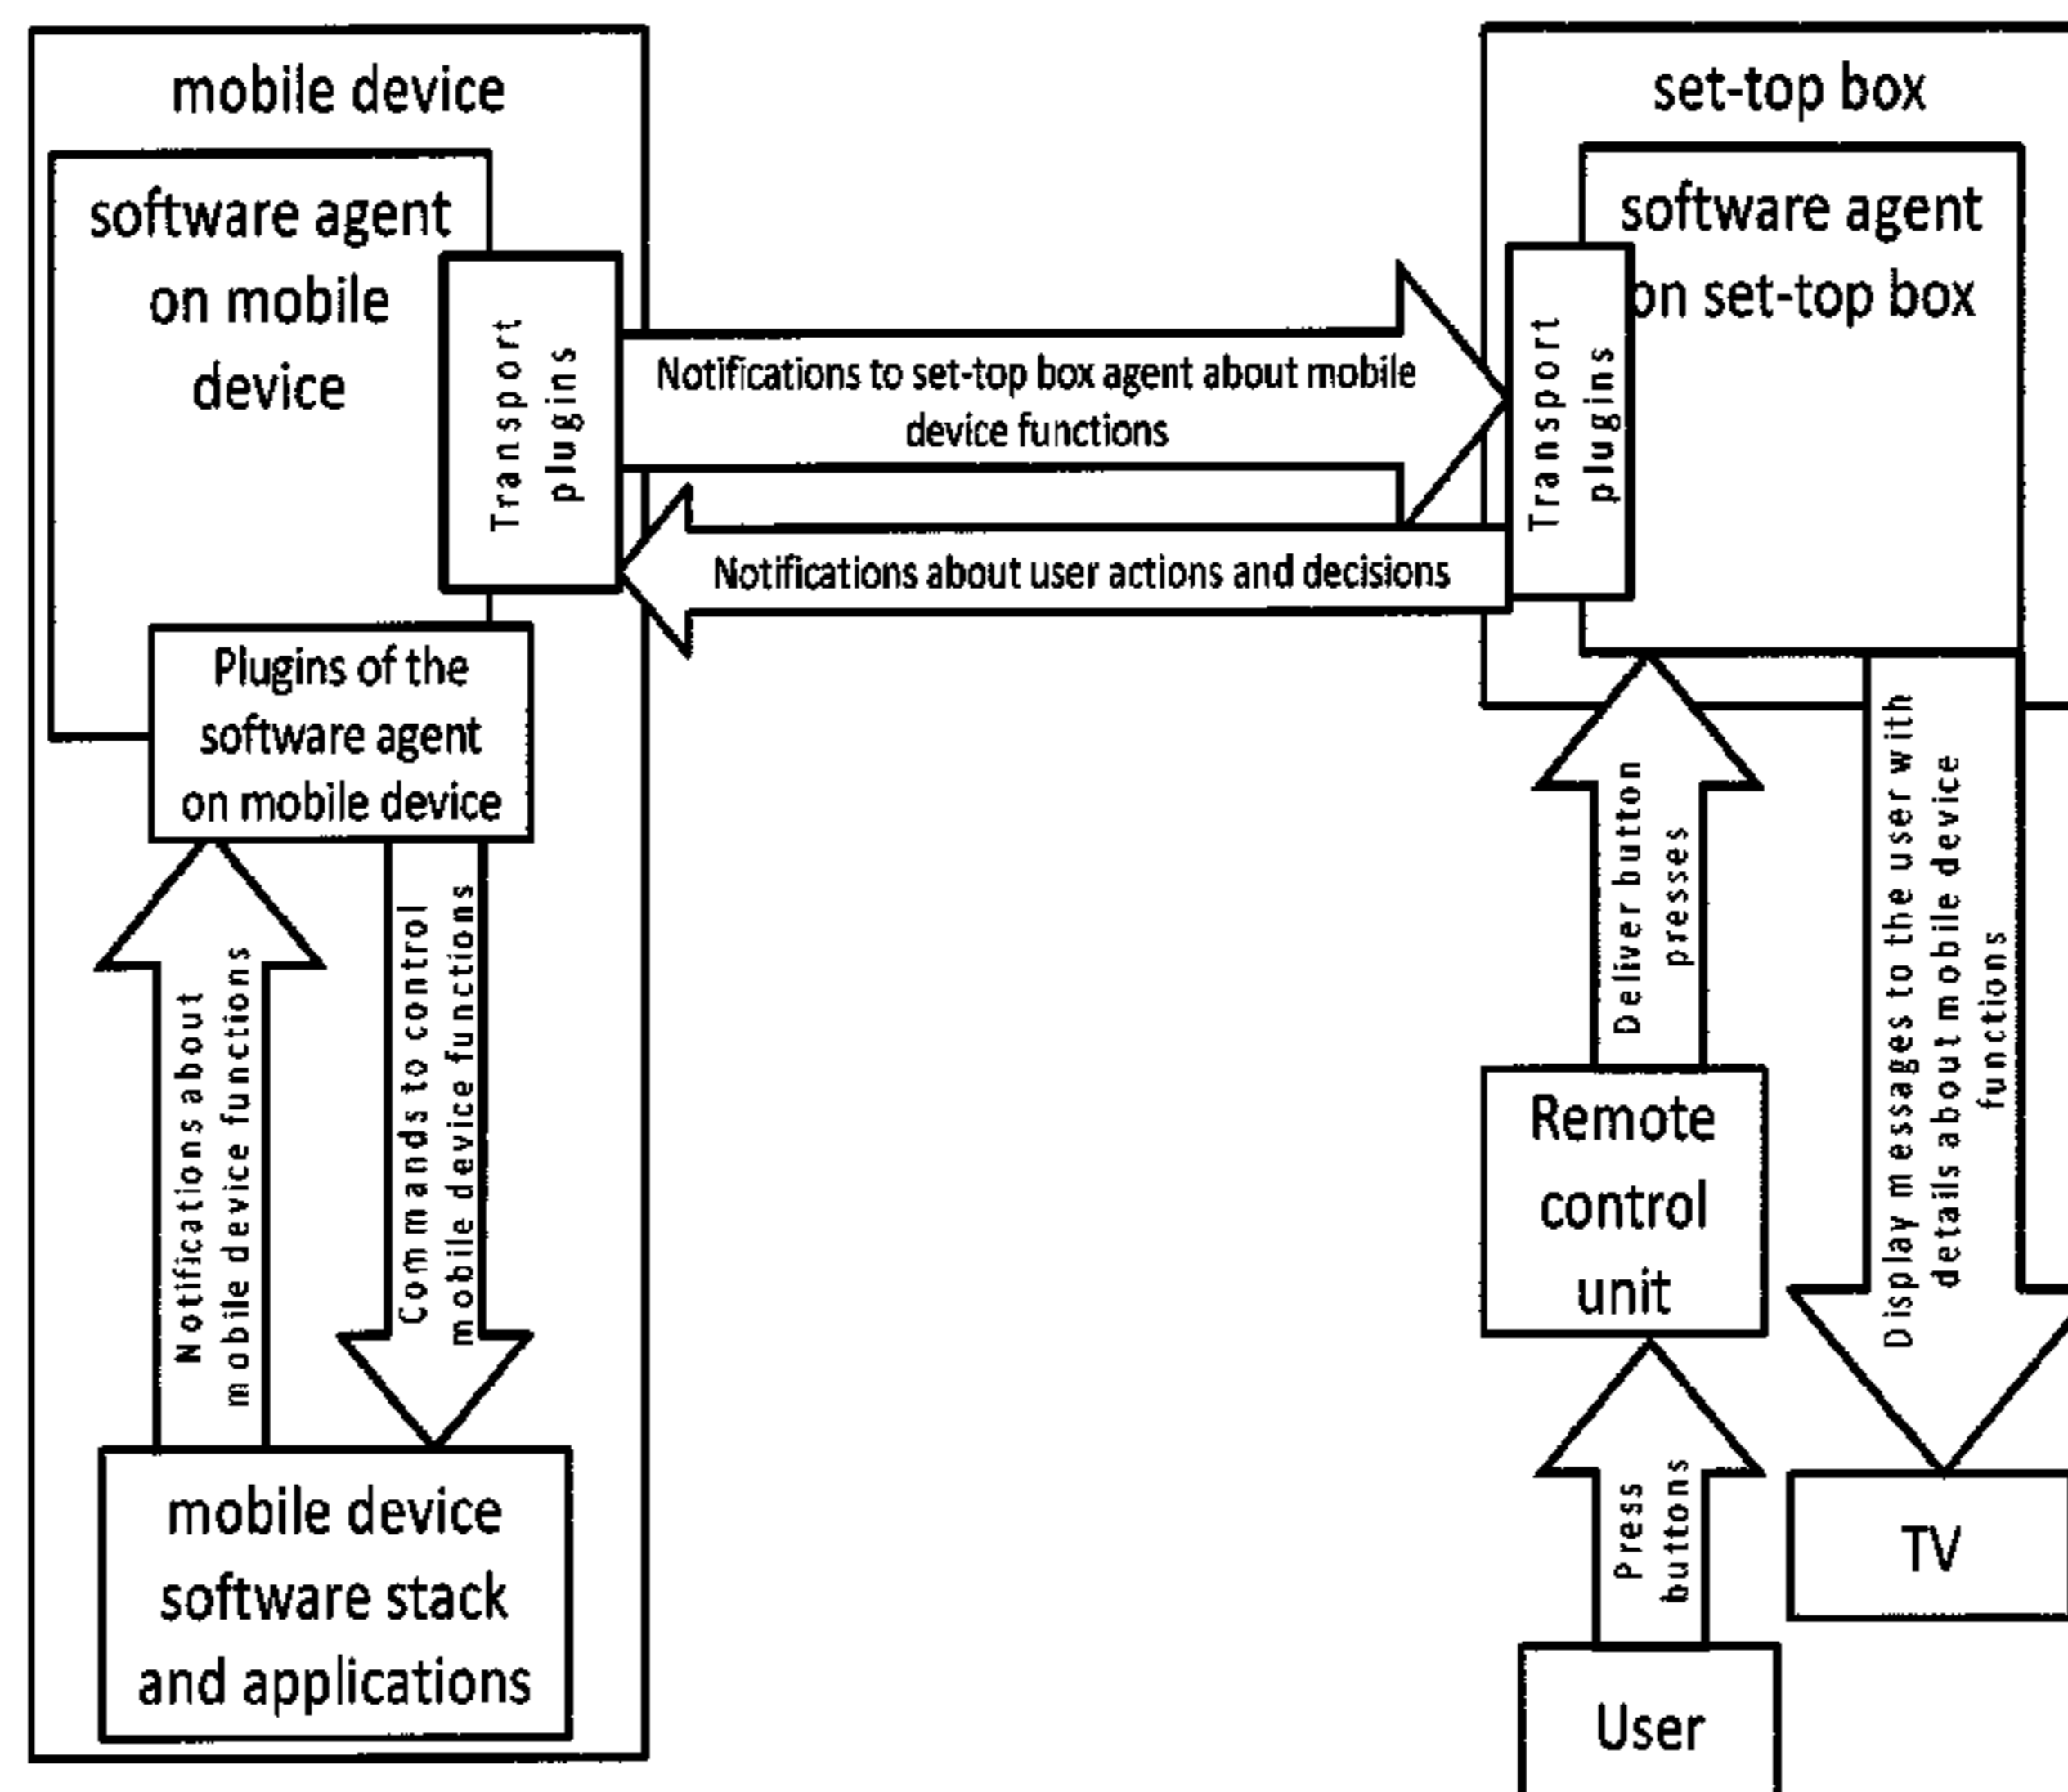 mobile device
software agent
on mobile
device
Transport
plugins
Plugins of the
software agent
on mobile device
Notifications about
mobile device functions
Commands to control
mobile device functions
mobile device
software stack
and applications
Notifications to set-top box agent about mobile
device functions
Notifications about user actions and decisions
set-top box
software agent
on set-top box
Transport
plugins
Deliver button
presses
Display messages to the user with
details about mobile device
functions
Remote
control
unit
Press
buttons
TV
User